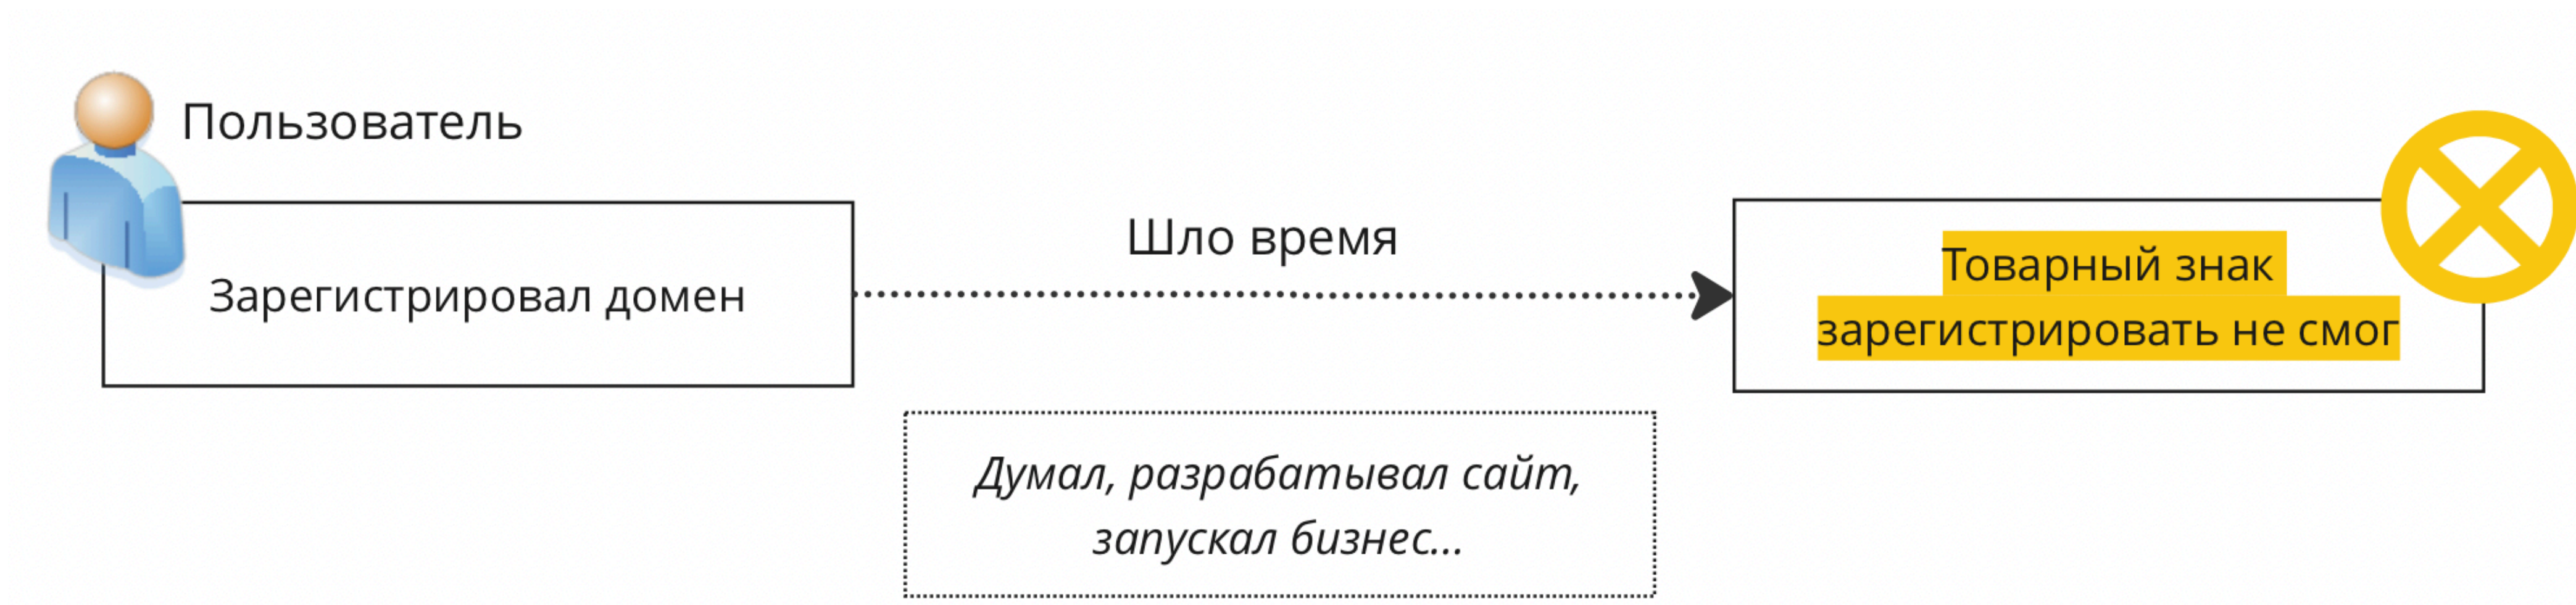 Пользователь
Зарегистрировал домен
Шло время
Думал, разрабатывал сайт,
запускал бизнес...
Товарный знак
зарегистрировать не смог